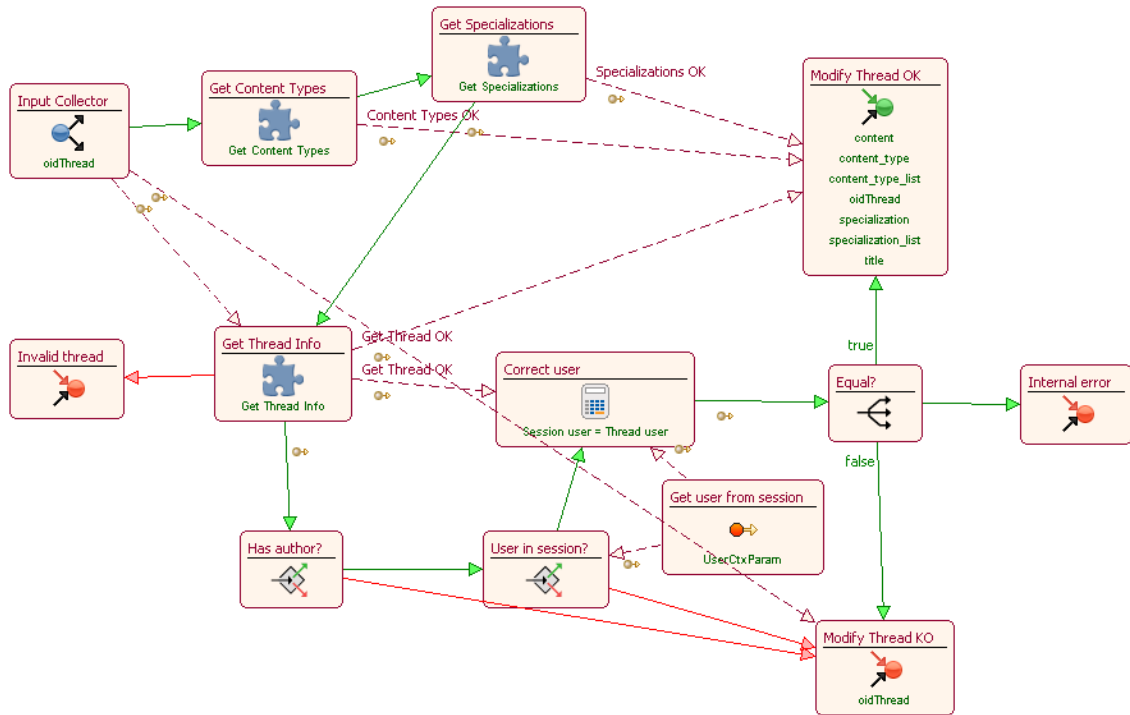 Get Specializations
Get Specializations
Specializations OK
Modify Thread OK
content
content_type
content_type_list
oidThread
specialization
specialization_list
title
Input Collector
oidThread
Get Content Types
Get Content Types
Content Types OK
Invalid thread
Get Thread Info
Get Thread Info
Get Thread OK
Get Thread OK
Correct user
Session user = Thread user
true
Equal?
false
Internal error
Get user from session
UserCtxParam
Has author?
User in session?
Modify Thread KO
oidThread